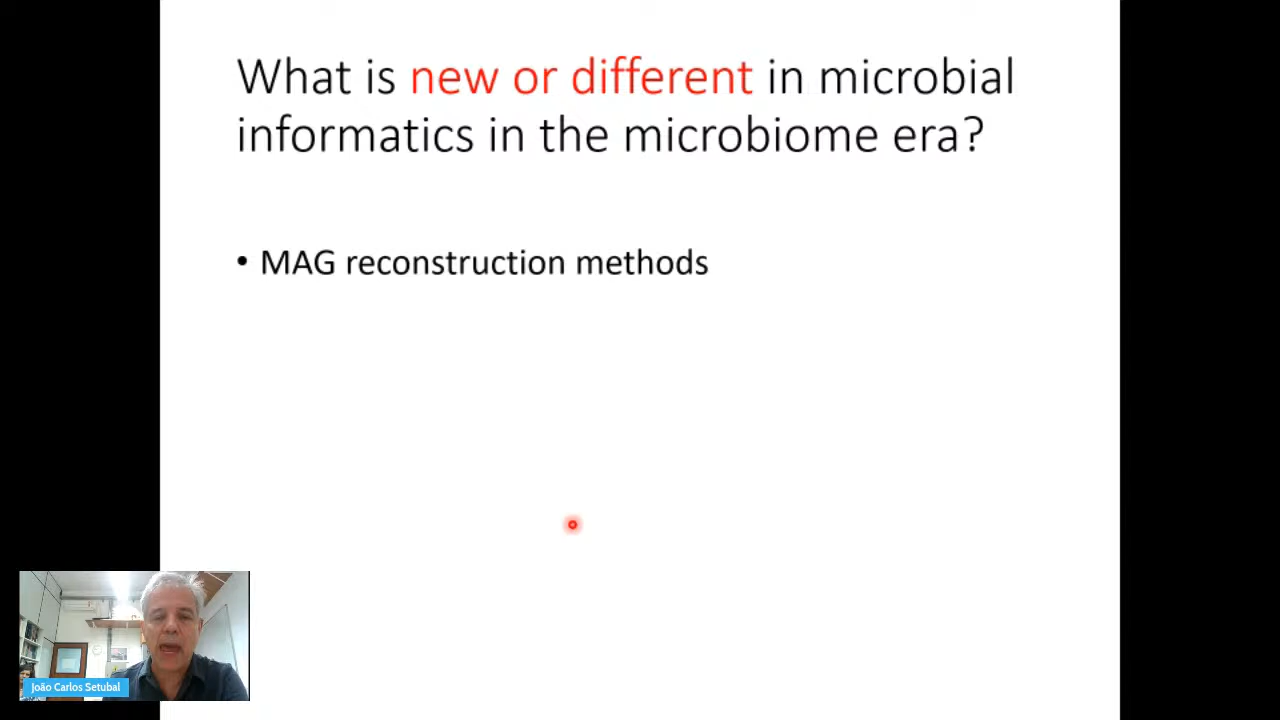 What is new or different in microbial
informatics in the microbiome era?
• MAG reconstruction methods
João Carlos Setubal